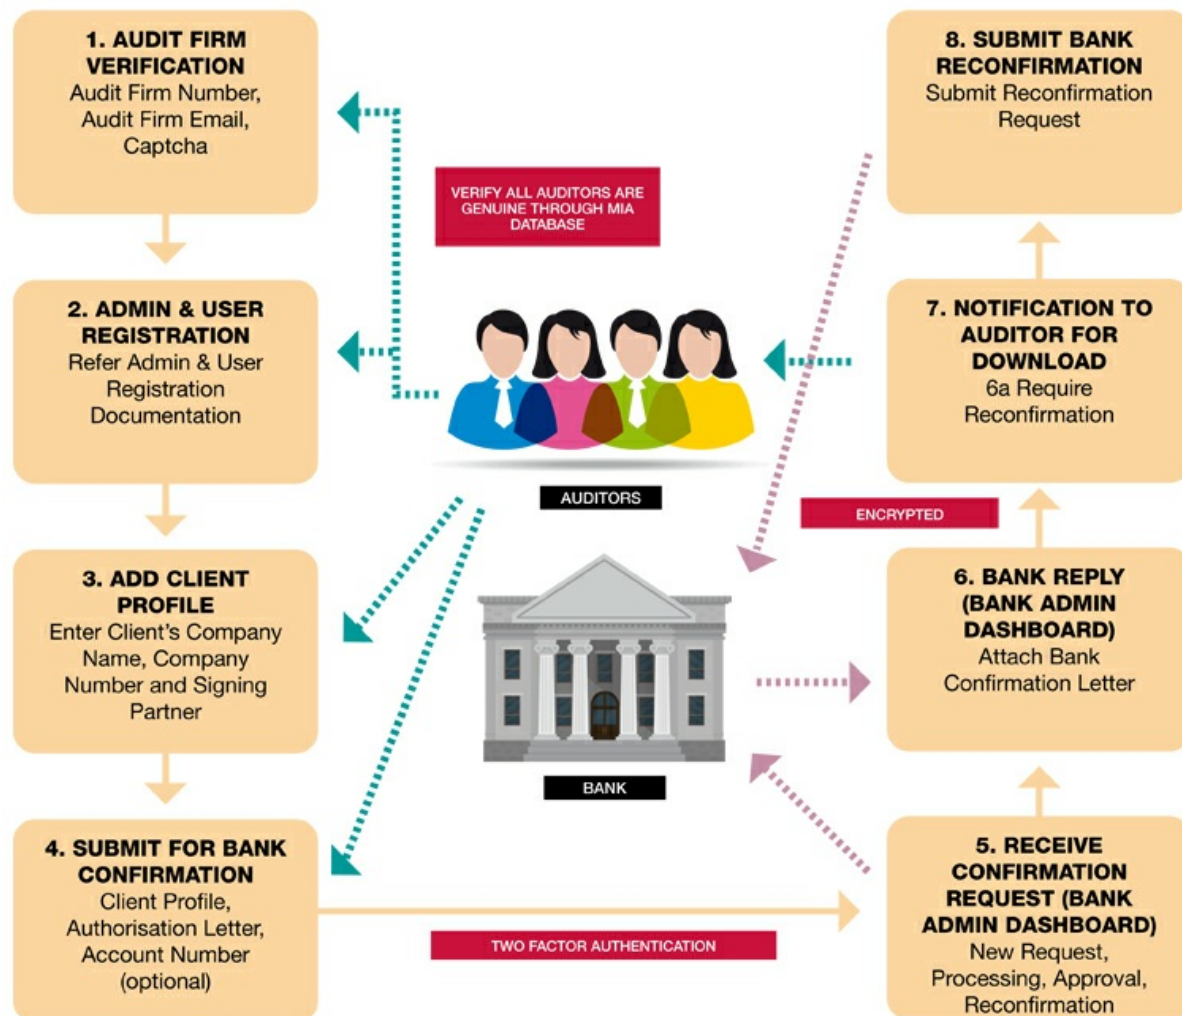 1. AUDIT FIRM
VERIFICATION
Audit Firm Number,
Audit Firm Email,
Captcha
2. ADMIN & USER
REGISTRATION
Refer Admin & User
Registration
Documentation
3. ADD CLIENT
PROFILE
Enter Client's Company
Name, Company
Number and Signing
Partner
4. SUBMIT FOR BANK
CONFIRMATION
Client Profile,
Authorisation Letter,
Account Number
(optional)
VERIFY ALL AUDITORS ARE
GENUINE THROUGH MIA
DATABASE
AUDITORS
BANK
TWO FACTOR AUTHENTICATION
ENCRYPTED
5. RECEIVE
CONFIRMATION
REQUEST (BANK
ADMIN DASHBOARD)
New Request,
Processing, Approval,
Reconfirmation
6. BANK REPLY
(BANK ADMIN
DASHBOARD)
Attach Bank
Confirmation Letter
7. NOTIFICATION TO
AUDITOR FOR
DOWNLOAD
6a Require
Reconfirmation
8. SUBMIT BANK
RECONFIRMATION
Submit Reconfirmation
Request